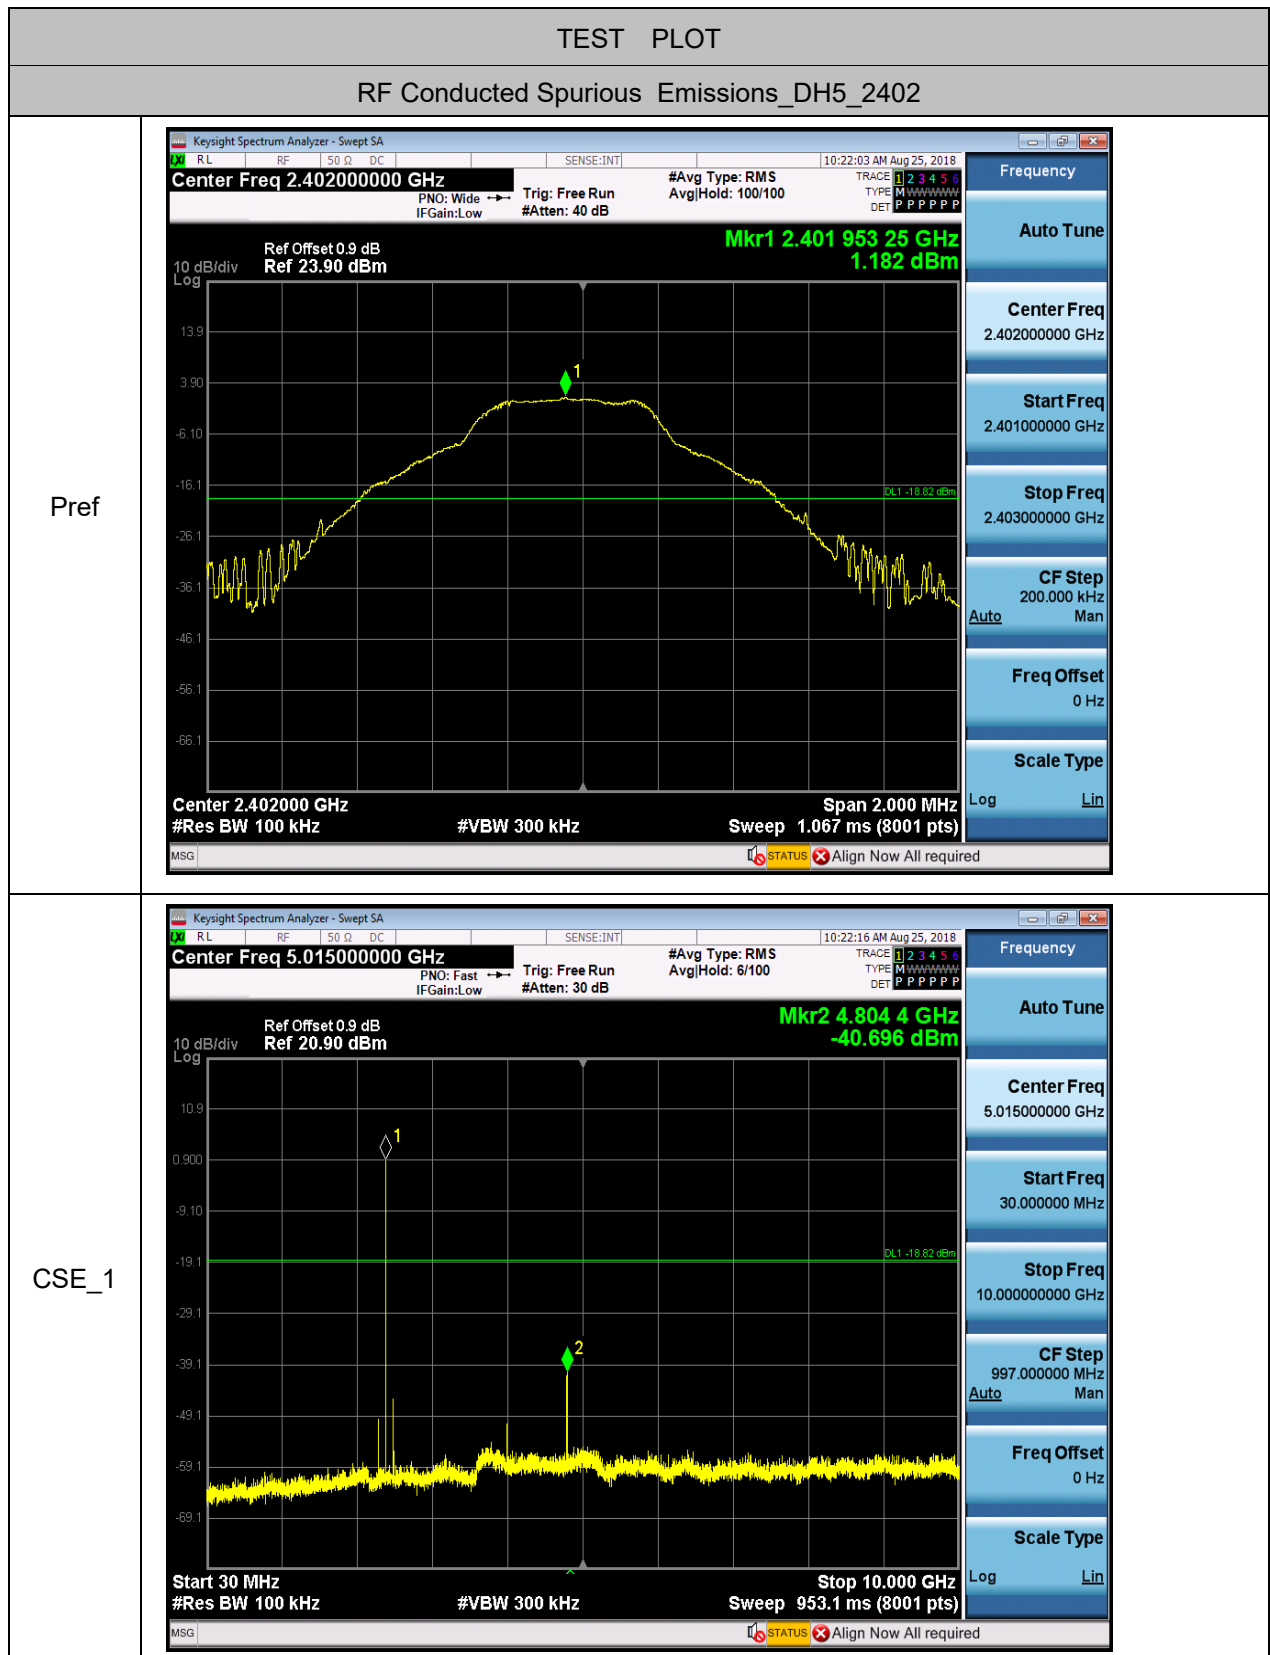 TEST PLOT
RF Conducted Spurious Emissions_DH5_2402
Pref
Keysight Spectrum Analyzer - Swept SA
LXI RL RF 50 Ω DC SENSE:INT 10:22:03 AM Aug 25, 2018
Center Freq 2.402000000 GHz
PNO: Wide
IFGain:Low
Trig: Free Run
#Atten: 40 dB
#Avg Type: RMS
Avg|Hold: 100/100
TRACE 1 2 3 4 5 6
TYPE M WWWWW
DET P P P P P P
Mkr1 2.401 953 25 GHz
1.182 dBm
Ref Offset 0.9 dB
10 dB/div Ref 23.90 dBm
Log
13.9
3.90
-6.10
-16.1
-26.1
-36.1
-46.1
-56.1
-66.1
1
DL1 -18.82 dBm
Center 2.402000 GHz Span 2.000 MHz
#Res BW 100 kHz #VBW 300 kHz Sweep 1.067 ms (8001 pts)
MSG STATUS Align Now All required
Frequency
Auto Tune
Center Freq
2.402000000 GHz
Start Freq
2.401000000 GHz
Stop Freq
2.403000000 GHz
CF Step
200.000 kHz
Auto Man
Freq Offset
0 Hz
Scale Type
Log Lin
CSE_1
Keysight Spectrum Analyzer - Swept SA
LXI RL RF 50 Ω DC SENSE:INT 10:22:16 AM Aug 25, 2018
Center Freq 5.015000000 GHz
PNO: Fast
IFGain:Low
Trig: Free Run
#Atten: 30 dB
#Avg Type: RMS
Avg|Hold: 6/100
TRACE 1 2 3 4 5 6
TYPE M WWWWW
DET P P P P P P
Mkr2 4.804 4 GHz
-40.696 dBm
Ref Offset 0.9 dB
10 dB/div Ref 20.90 dBm
Log
10.9
0.900
-9.10
-19.1
-29.1
-39.1
-49.1
-59.1
-69.1
1
DL1 -18.82 dBm
2
Start 30 MHz Stop 10.000 GHz
#Res BW 100 kHz #VBW 300 kHz Sweep 953.1 ms (8001 pts)
MSG STATUS Align Now All required
Frequency
Auto Tune
Center Freq
5.015000000 GHz
Start Freq
30.000000 MHz
Stop Freq
10.000000000 GHz
CF Step
997.000000 MHz
Auto Man
Freq Offset
0 Hz
Scale Type
Log Lin